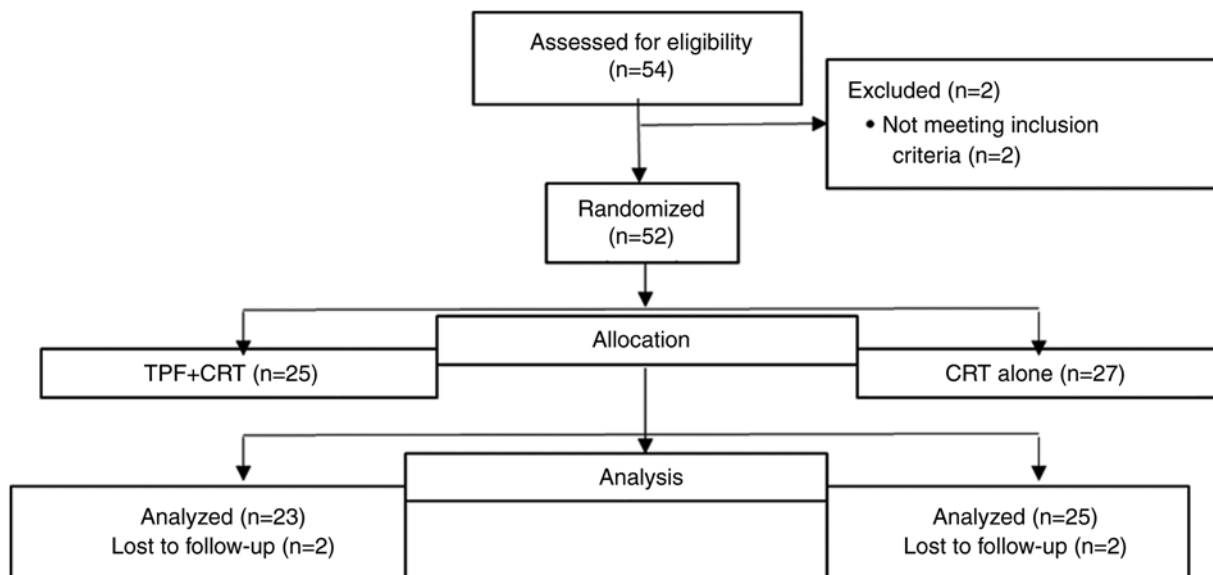 Assessed for eligibility
(n=54)
Excluded (n=2)
• Not meeting inclusion
criteria (n=2)
Randomized
(n=52)
Allocation
TPF+CRT (n=25)
CRT alone (n=27)
Analysis
Analyzed (n=23)
Lost to follow-up (n=2)
Analyzed (n=25)
Lost to follow-up (n=2)